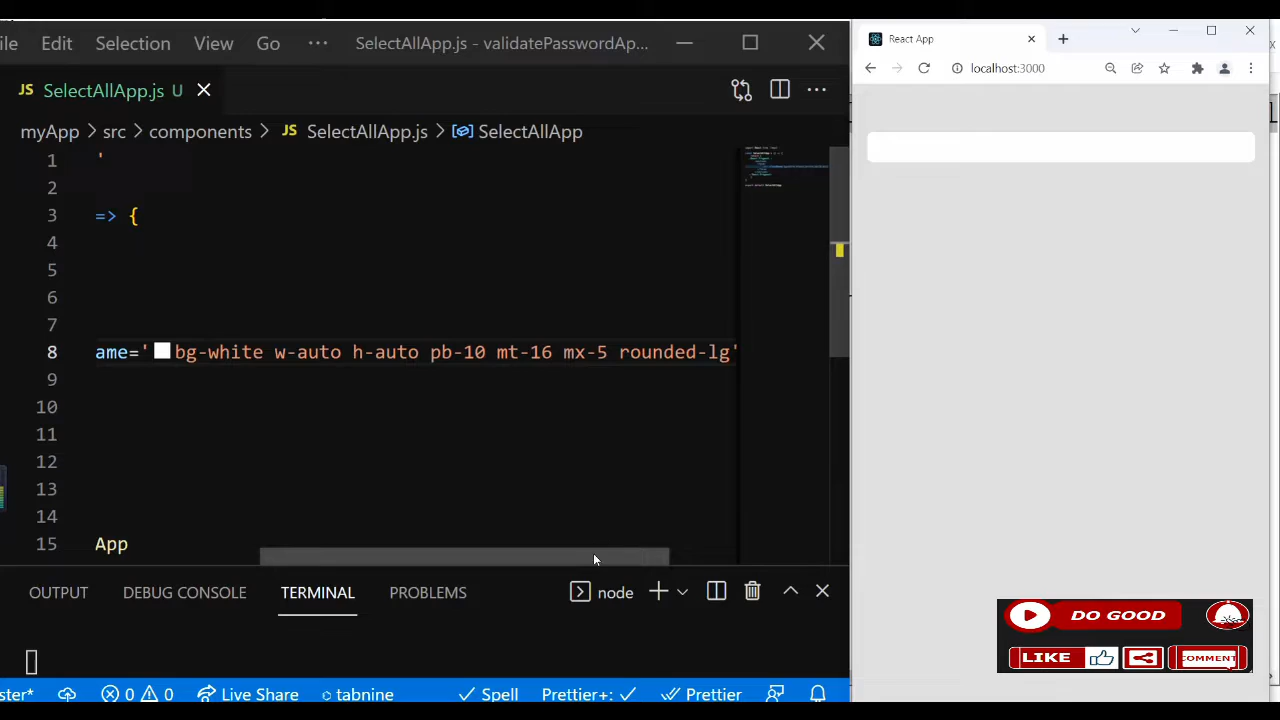 ile Edit Selection View Go ··· SelectAllApp.js - validatePasswordAp...
JS SelectAllApp.js U
myApp > src > components > JS SelectAllApp.js > SelectAllApp
1 '
2
3 => {
4
5
6
7
8 ame=' bg-white w-auto h-auto pb-10 mt-16 mx-5 rounded-lg'
9
10
11
12
13
14
15 App
OUTPUT DEBUG CONSOLE TERMINAL PROBLEMS node
ster* 0 0 Live Share tabnine Spell Prettier+: Prettier
React App
localhost:3000
DO GOOD
LIKE COMMENT